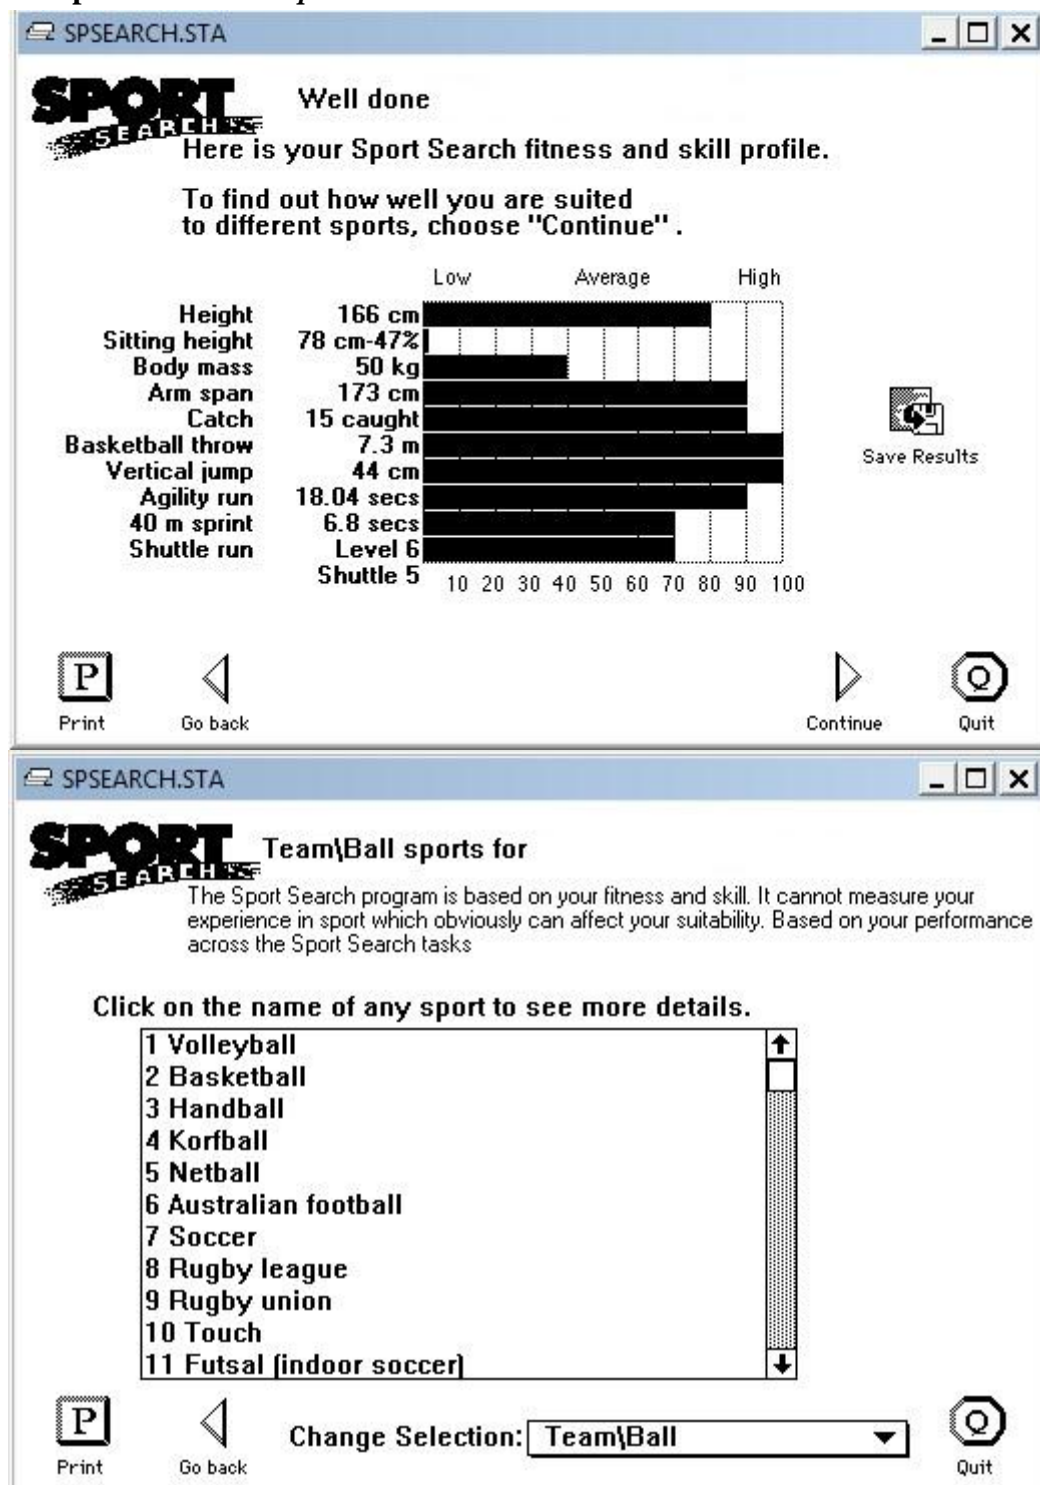 SPSEARCH.STA
SPORT
SEARCH
Well done
Here is your Sport Search fitness and skill profile.
To find out how well you are suited
to different sports, choose "Continue" .
Low Average High
Height 166 cm
Sitting height 78 cm-47%
Body mass 50 kg
Arm span 173 cm
Catch 15 caught
Basketball throw 7.3 m
Vertical jump 44 cm
Agility run 18.04 secs
40 m sprint 6.8 secs
Shuttle run Level 6
Shuttle 5
10 20 30 40 50 60 70 80 90 100
Save Results
P
Print
Go back
Continue
Q
Quit
SPSEARCH.STA
SPORT
SEARCH
Team\Ball sports for
The Sport Search program is based on your fitness and skill. It cannot measure your
experience in sport which obviously can affect your suitability. Based on your performance
across the Sport Search tasks
Click on the name of any sport to see more details.
1 Volleyball
2 Basketball
3 Handball
4 Korfball
5 Netball
6 Australian football
7 Soccer
8 Rugby league
9 Rugby union
10 Touch
11 Futsal (indoor soccer)
P
Print
Go back
Change Selection: Team\Ball
Q
Quit